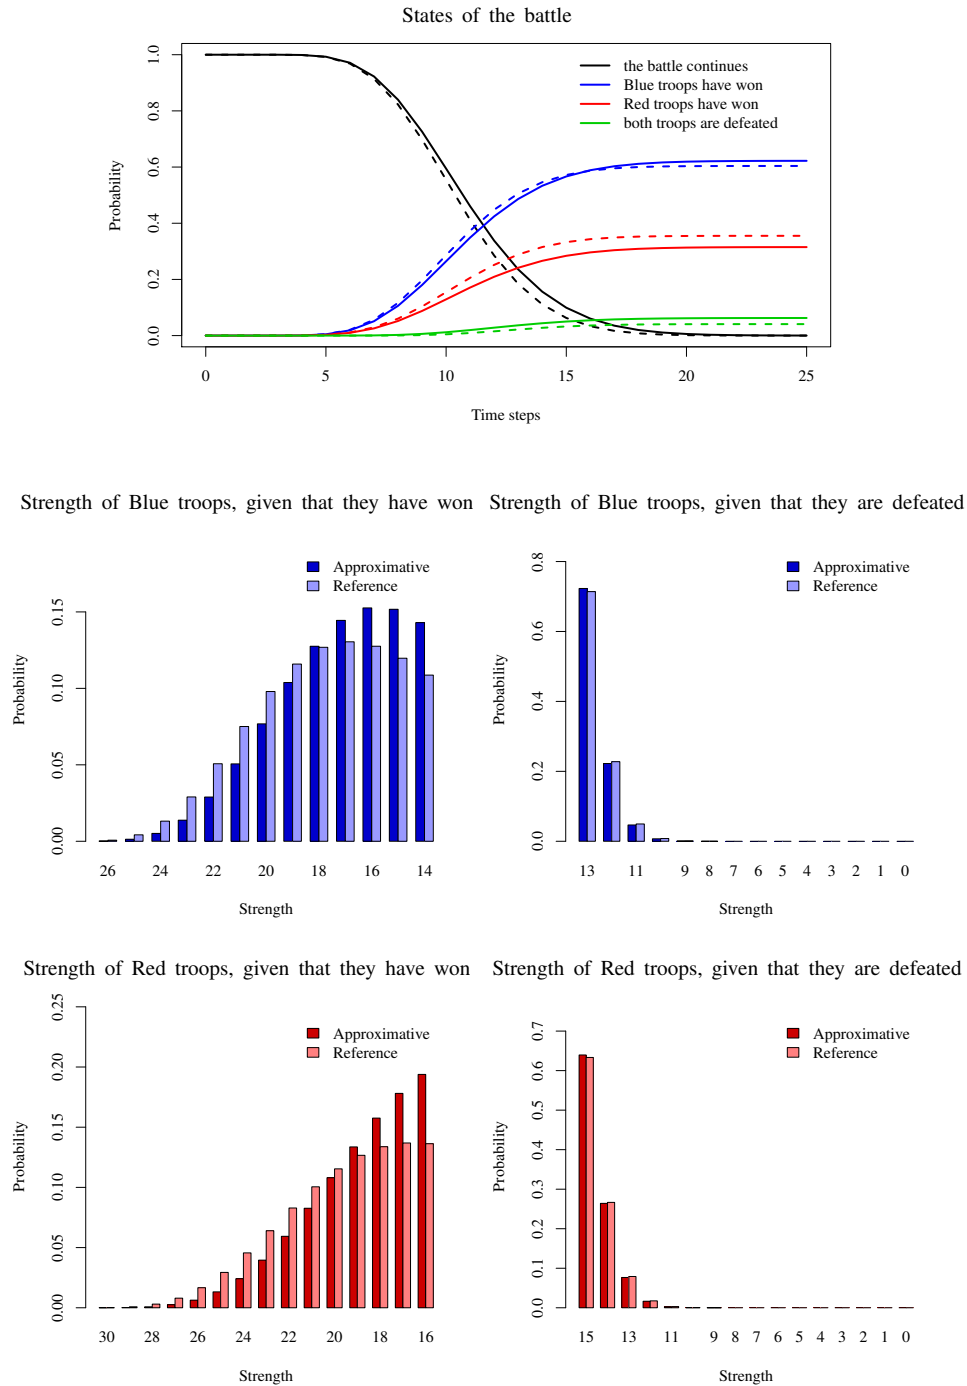 States of the battle
the battle continues
Blue troops have won
Red troops have won
both troops are defeated
Probability
0.0 0.2 0.4 0.6 0.8 1.0
0 5 10 15 20 25
Time steps
Strength of Blue troops, given that they have won
Approximative
Reference
Probability
0.00 0.05 0.10 0.15
26 24 22 20 18 16 14
Strength
Strength of Blue troops, given that they are defeated
Approximative
Reference
Probability
0.0 0.2 0.4 0.6 0.8
13 11 9 8 7 6 5 4 3 2 1 0
Strength
Strength of Red troops, given that they have won
Approximative
Reference
Probability
0.00 0.05 0.10 0.15 0.20 0.25
30 28 26 24 22 20 18 16
Strength
Strength of Red troops, given that they are defeated
Approximative
Reference
Probability
0.0 0.1 0.2 0.3 0.4 0.5 0.6 0.7
15 13 11 9 8 7 6 5 4 3 2 1 0
Strength